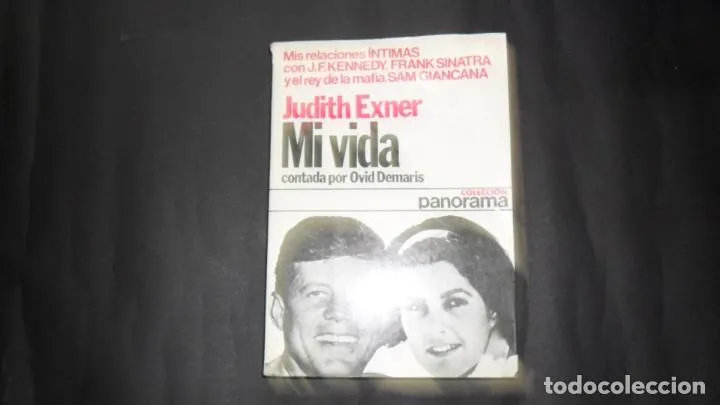 Mis relaciones ÍNTIMAS
con J.F. KENNEDY, FRANK SINATRA
y el rey de la mafia, SAM GIANCANA
Judith Exner
Mi vida
contada por Ovid Demaris
COLECCIÓN
panorama
todocoleccion